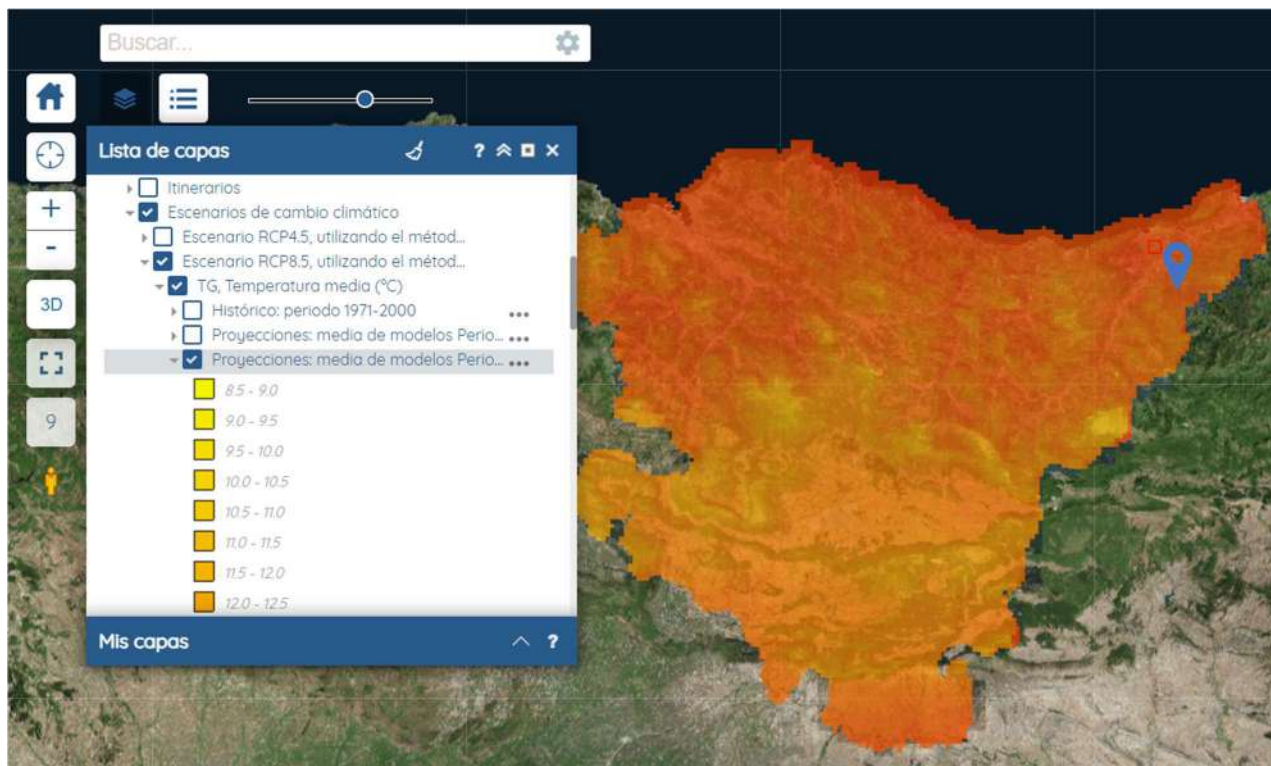 Buscar...
Lista de capas
?
Itinerarios
Escenarios de cambio climático
Escenario RCP4.5, utilizando el métod...
+
Escenario RCP8.5, utilizando el métod...
-
TG, Temperatura media (ºC)
3D
Histórico: periodo 1971-2000
Proyecciones: media de modelos Perio...
Proyecciones: media de modelos Perio...
8.5 - 9.0
9
9.0 - 9.5
9.5 - 10.0
10.0 - 10.5
10.5 - 11.0
11.0 - 11.5
11.5 - 12.0
12.0 - 12.5
Mis capas
?